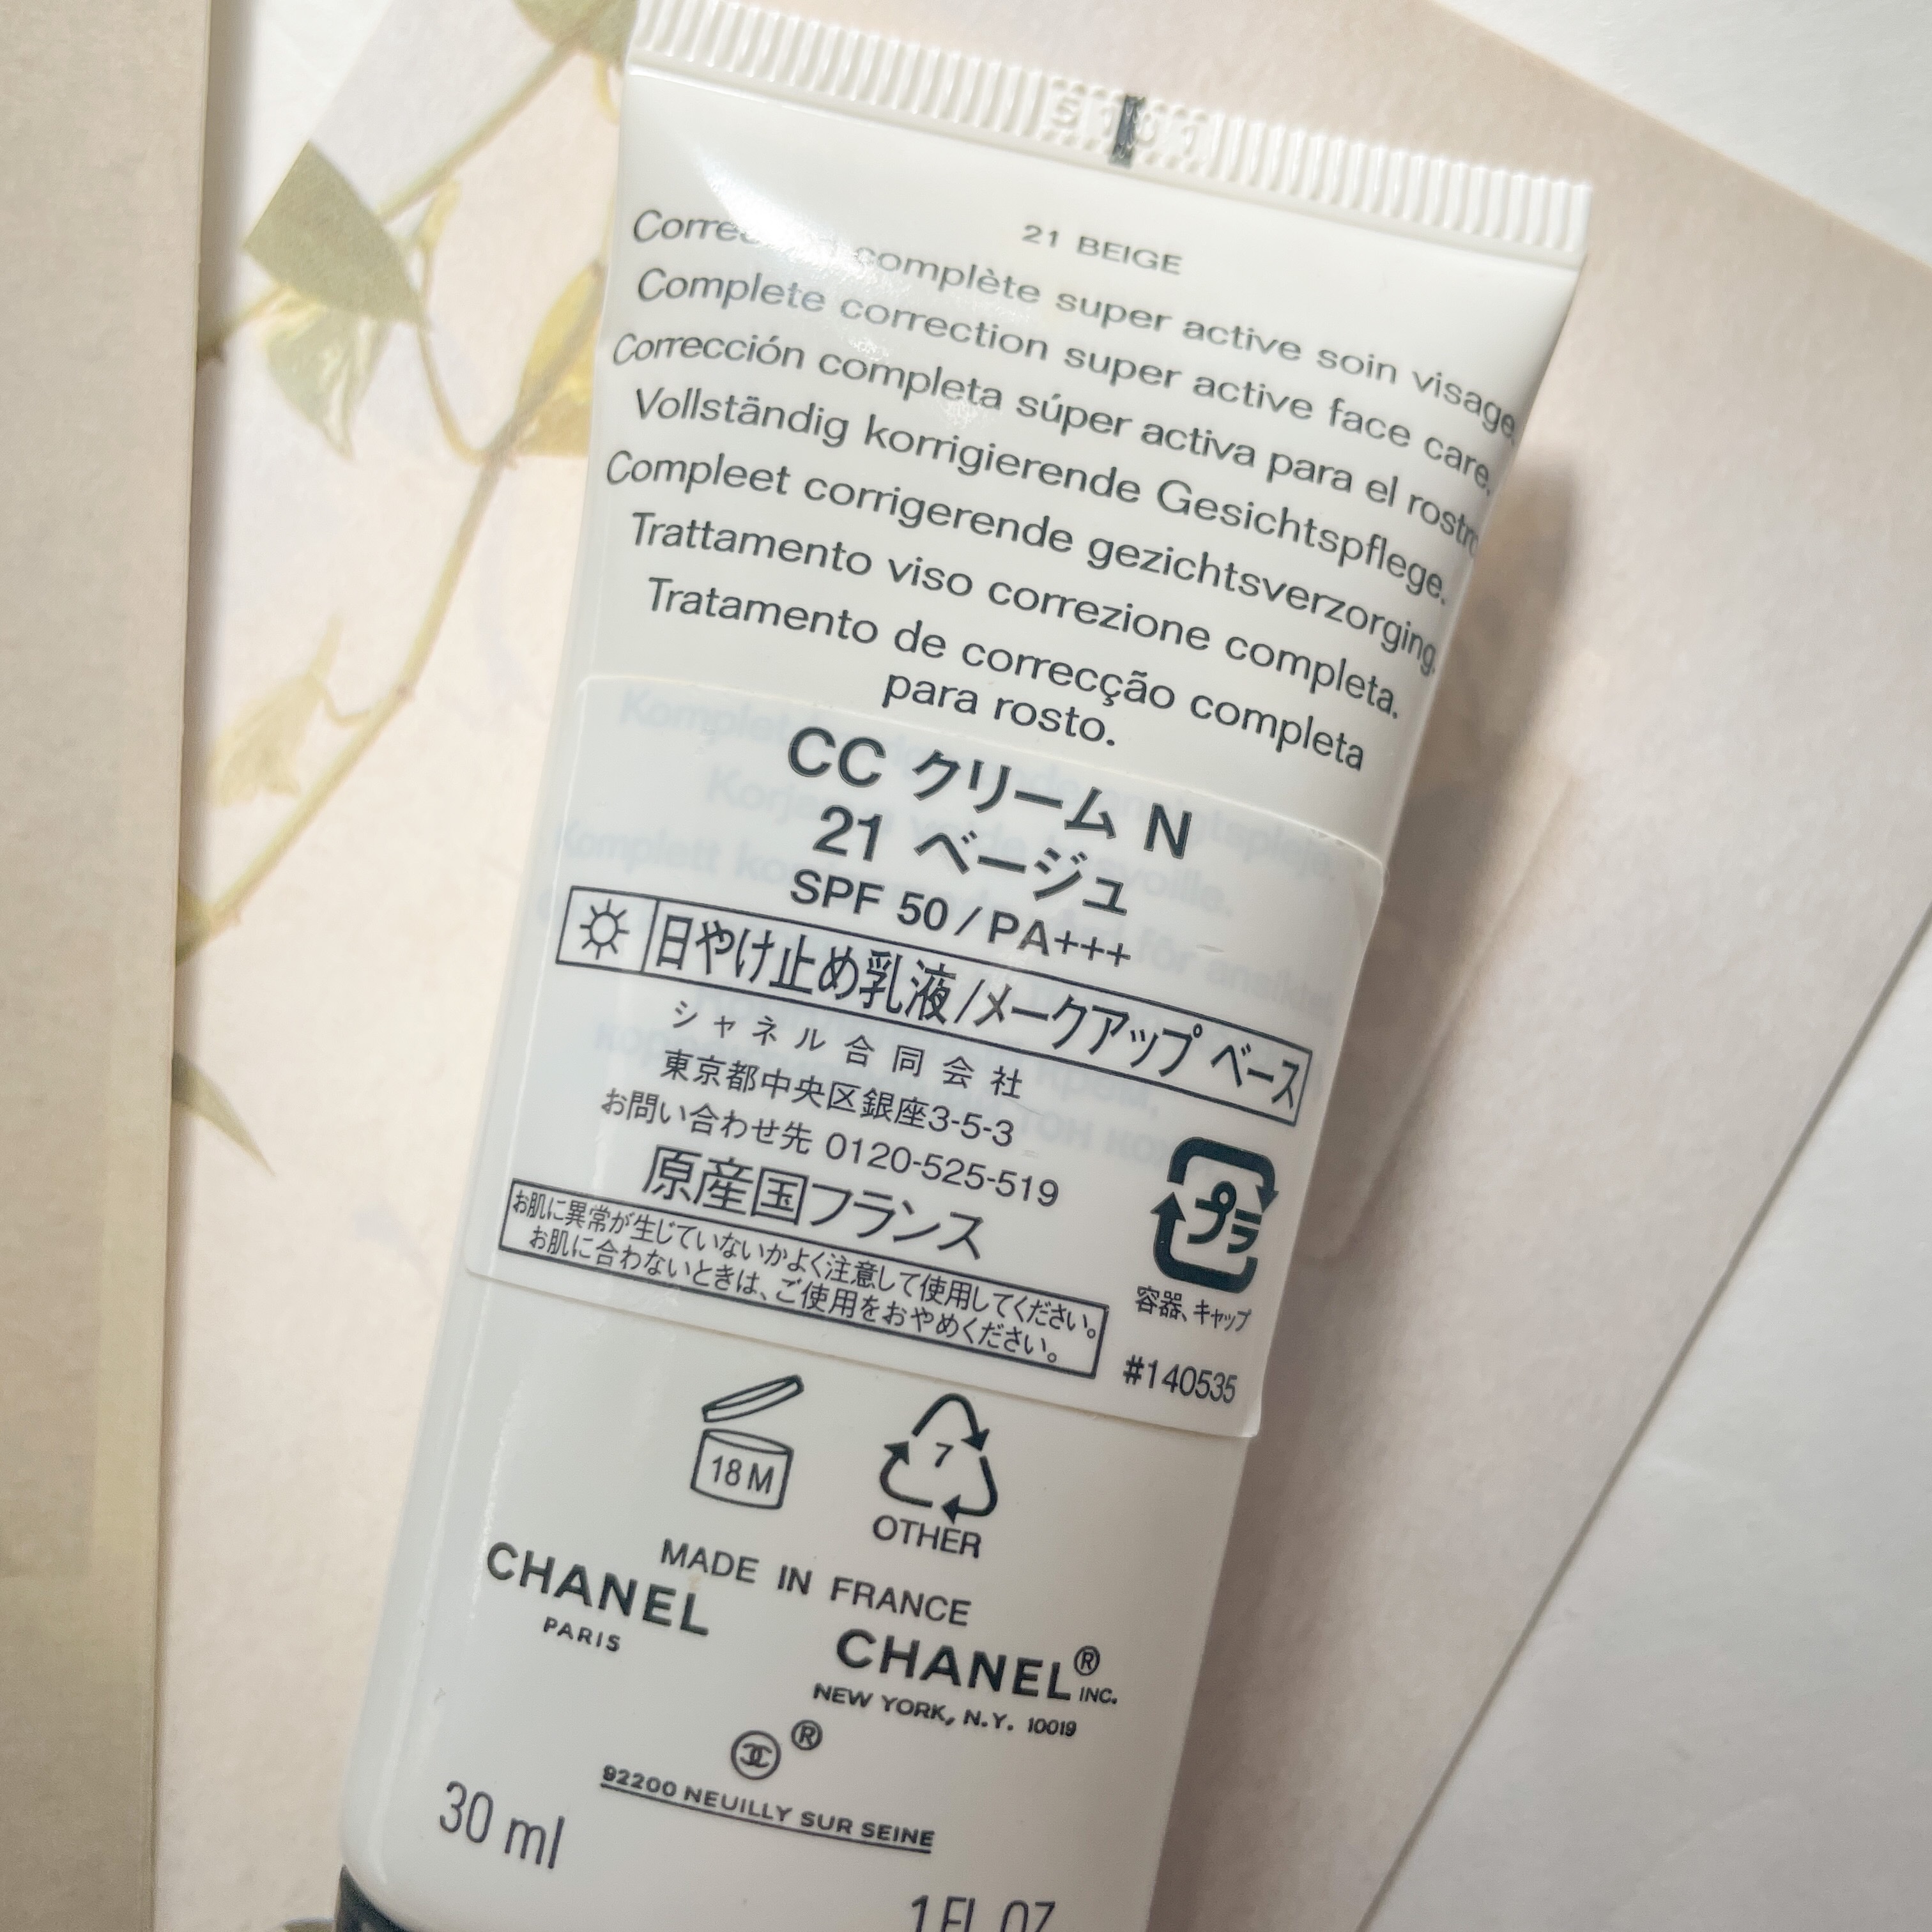 21 BEIGE
complète super active soin visage.
Complete correction super active face care.
Corrección completa súper activa para el rostro
Vollständig korrigierende Gesichtspflege.
Compleet corrigerende gezichtsverzorging.
Trattamento viso correzione completa.
Tratamento de correcção completa
para rosto.
CC クリーム N
21 ベージュ
SPF 50/PA+++
日やけ止め乳液/メークアップ ベース
シャネル合同会社
東京都中央区銀座3-5-3
お問い合わせ先 0120-525-519
原産国フランス
お肌に異常が生じていないかよく注意して使用してください。
お肌に合わないときは、ご使用をおやめください。
プラ
容器、キャップ
#140535
18 M
7
OTHER
MADE IN FRANCE
CHANEL
PARIS
CHANEL® INC.
NEW YORK, N.Y. 10019
®
92200 NEUILLY SUR SEINE
30 ml
1 FL OZ